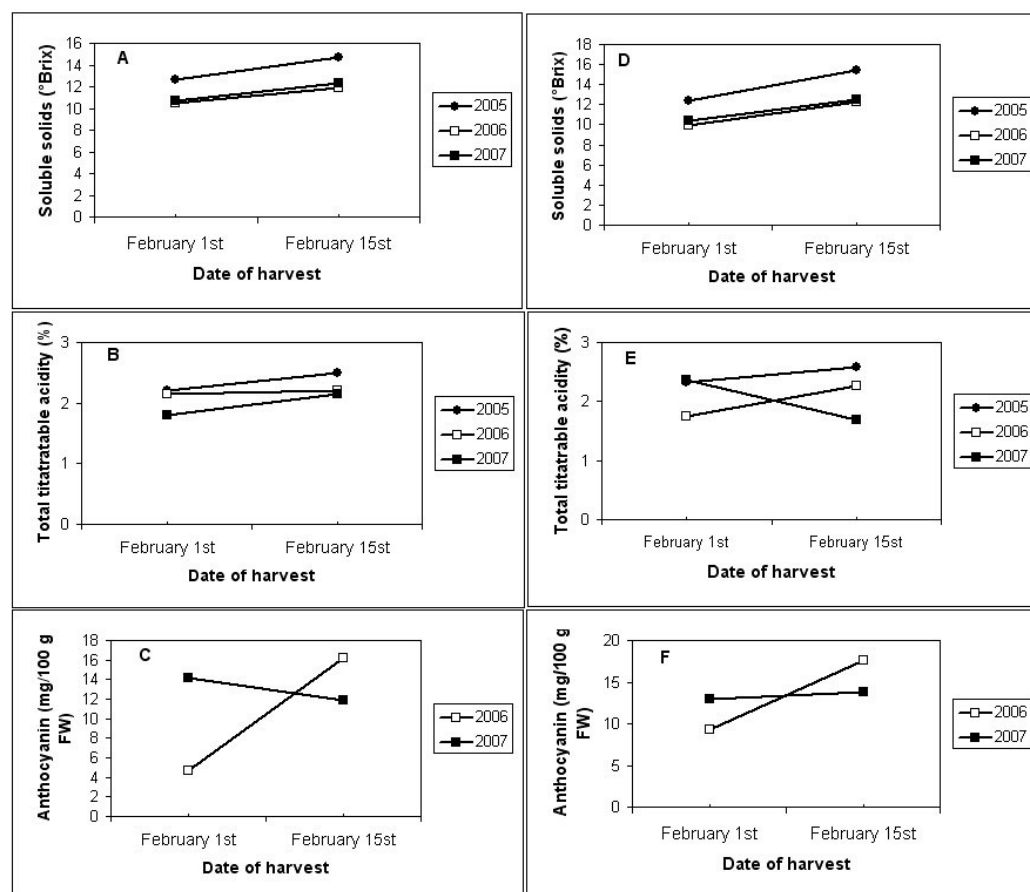 A
Soluble solids (°Brix)
16
14
12
10
8
6
4
2
0
February 1st
February 15st
Date of harvest
2005
2006
2007
D
Soluble solids (°Brix)
18
16
14
12
10
8
6
4
2
0
February 1st
February 15st
Date of harvest
2005
2006
2007
B
Total titatratable acidity (%)
3
2
1
0
February 1st
February 15st
Date of harvest
2005
2006
2007
E
Total titatrable acidity (%)
3
2
1
0
February 1st
February 15st
Date of harvest
2005
2006
2007
C
Anthocyanin (mg/100 g
FW)
18
16
14
12
10
8
6
4
2
0
February 1st
February 15st
Date of harvest
2006
2007
F
Anthocyanin (mg/100 g
FW)
20
15
10
5
0
February 1st
February 15st
Date of harvest
2006
2007